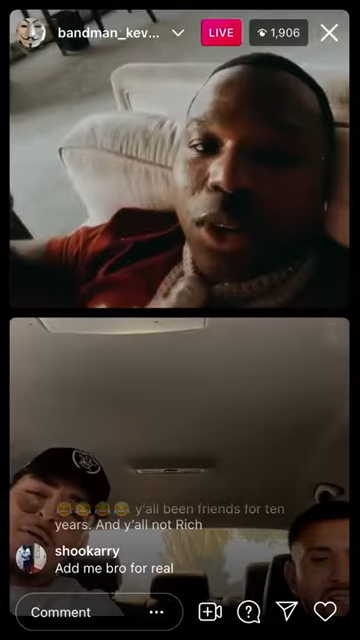 bandman_kev...
LIVE
1,906
😂😂😂😂 y'all been friends for ten
years. And y'all not Rich
shookarry
Add me bro for real
Comment